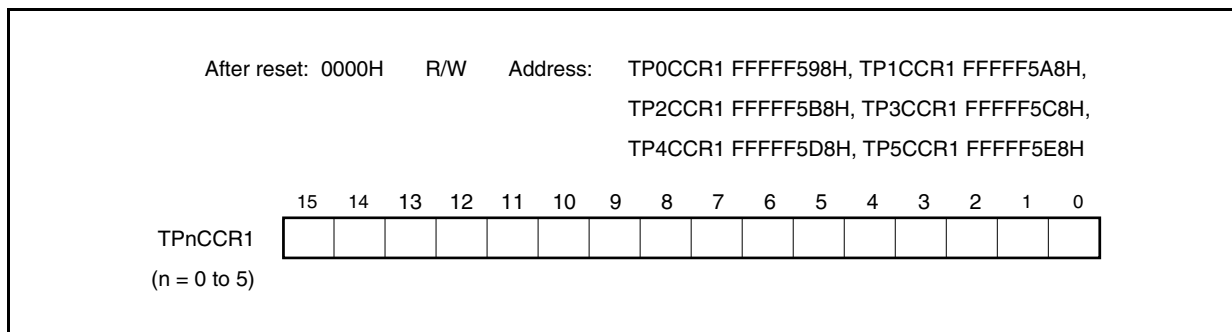 After reset: 0000H R/W Address: TP0CCR1 FFFFF598H, TP1CCR1 FFFFF5A8H,
TP2CCR1 FFFFF5B8H, TP3CCR1 FFFFF5C8H,
TP4CCR1 FFFFF5D8H, TP5CCR1 FFFFF5E8H
15 14 13 12 11 10 9 8 7 6 5 4 3 2 1 0
TPnCCR1
(n = 0 to 5)